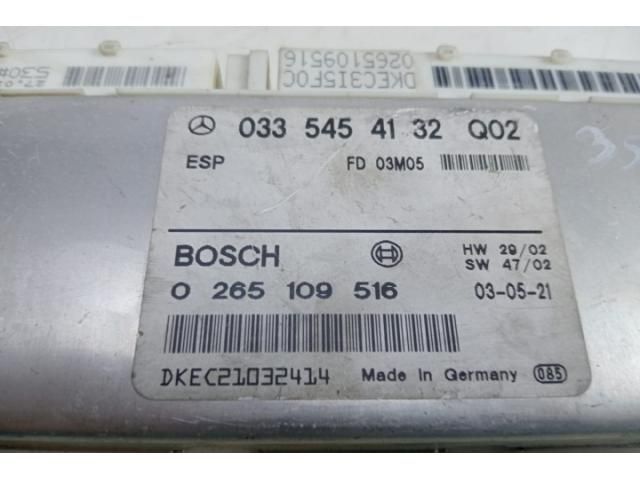 DKEC3I5F0C
0265109516
033 545 41 32 Q02
ESP FD 03M05
BOSCH HW 29/02
SW 47/02
0 265 109 516 03-05-21
DKEC21032414 Made in Germany 085